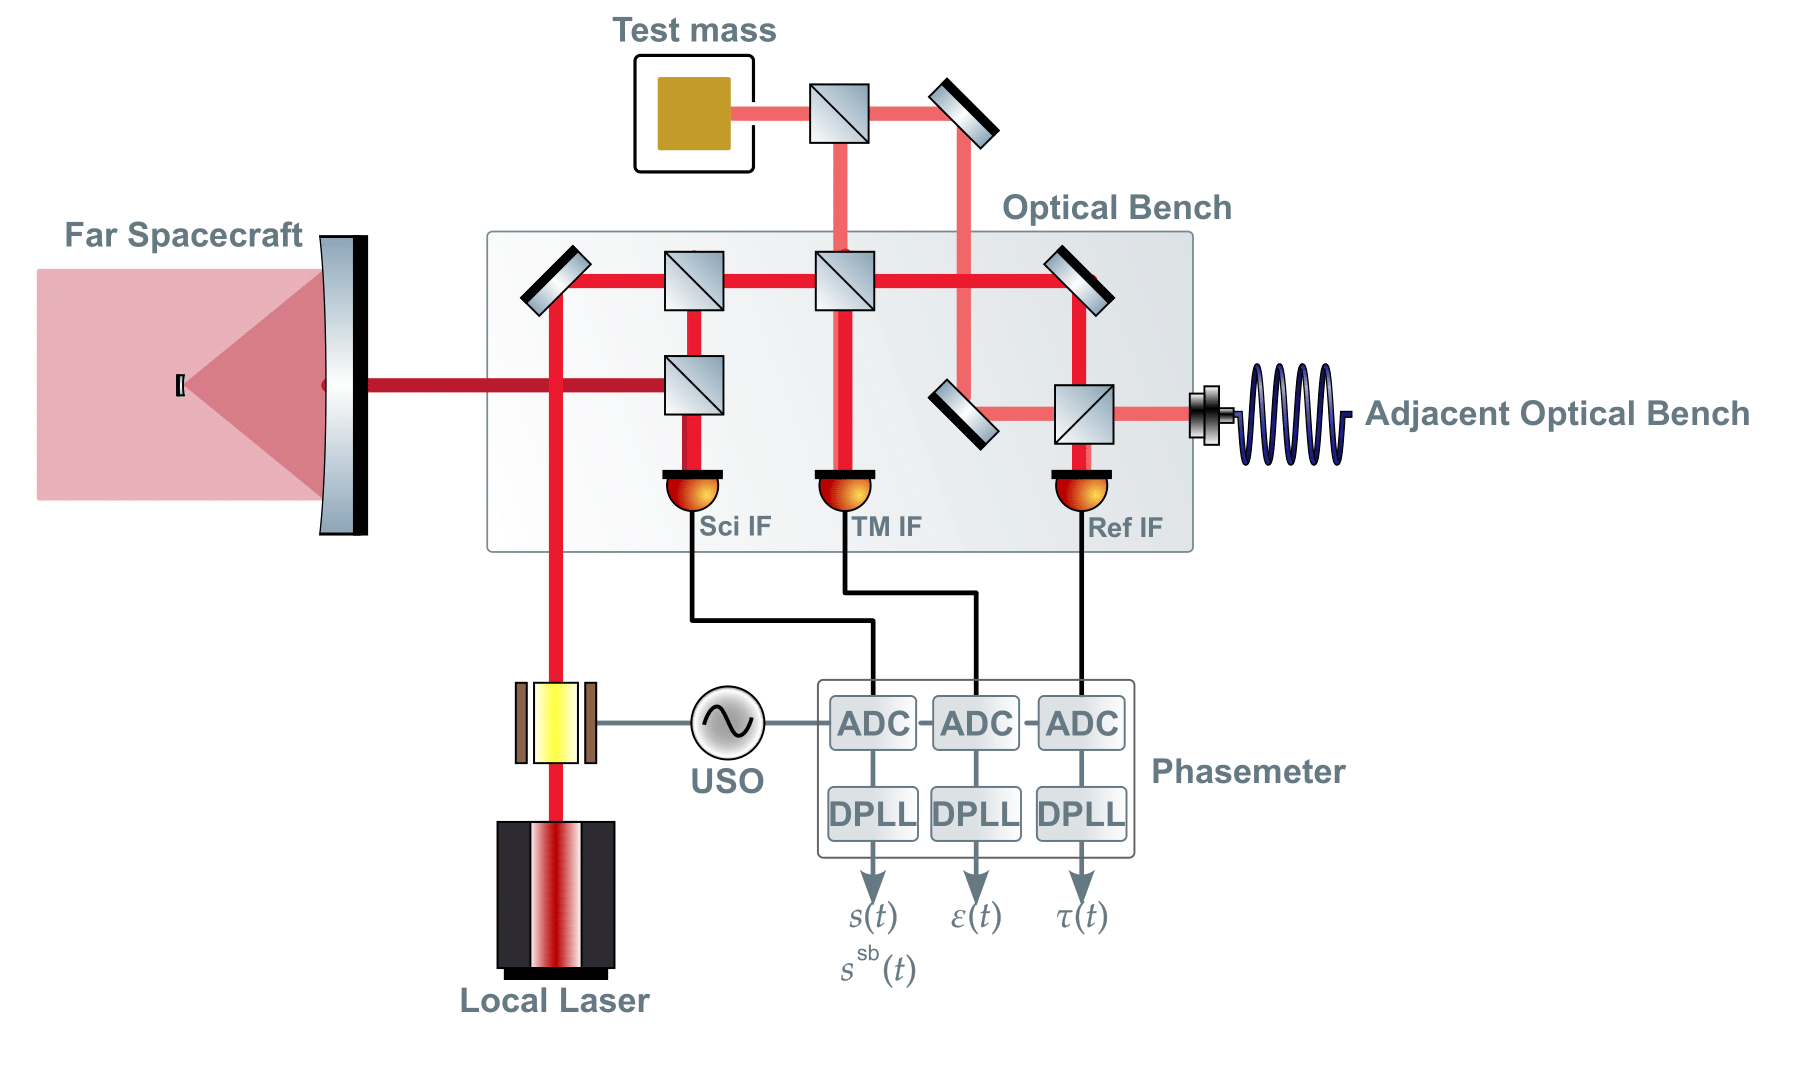 Test mass
Optical Bench
Far Spacecraft
Adjacent Optical Bench
Sci IF
TM IF
Ref IF
ADC
ADC
ADC
USO
Phasemeter
DPLL
DPLL
DPLL
s(t)
ε(t)
τ(t)
s^sb(t)
Local Laser